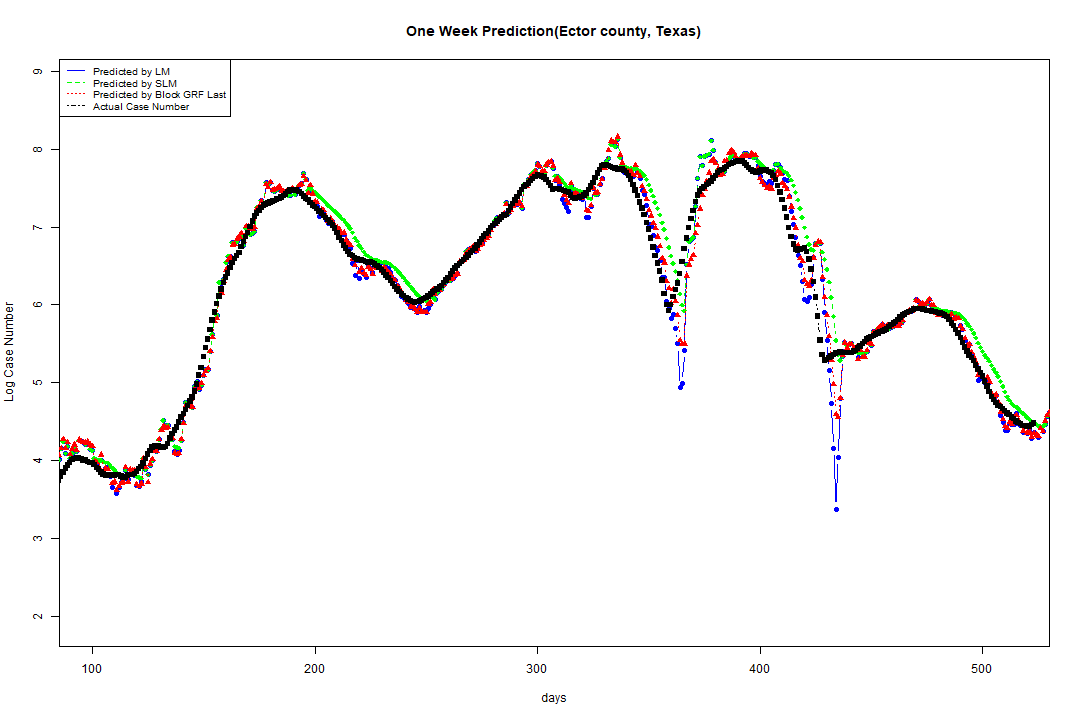 One Week Prediction(Ector county, Texas)
Predicted by LM
Predicted by SLM
Predicted by Block GRF Last
Actual Case Number
9
8
7
6
5
4
3
2
Log Case Number
100 200 300 400 500
days